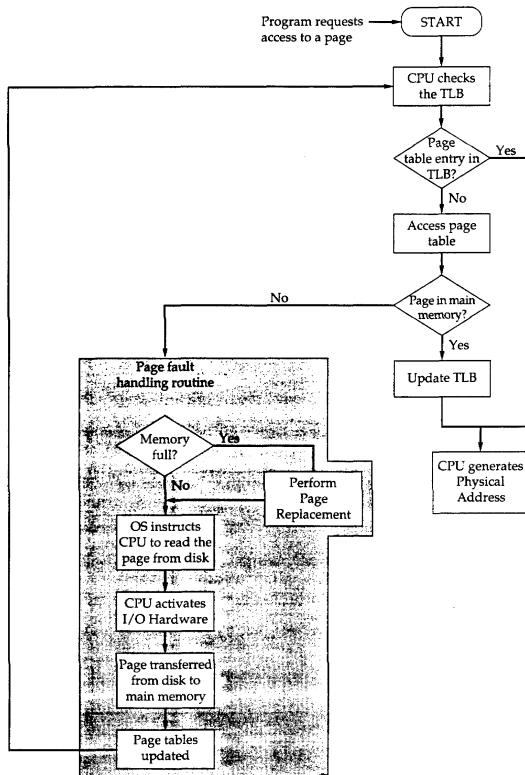 Program requests
access to a page
START
CPU checks
the TLB
Page
table entry in
TLB?
Yes
No
Access page
table
Page in main
memory?
No
Yes
Update TLB
CPU generates
Physical
Address
Page fault
handling routine
Memory
full?
Yes
No
Perform
Page
Replacement
OS instructs
CPU to read the
page from disk
CPU activates
I/O Hardware
Page transferred
from disk to
main memory
Page tables
updated